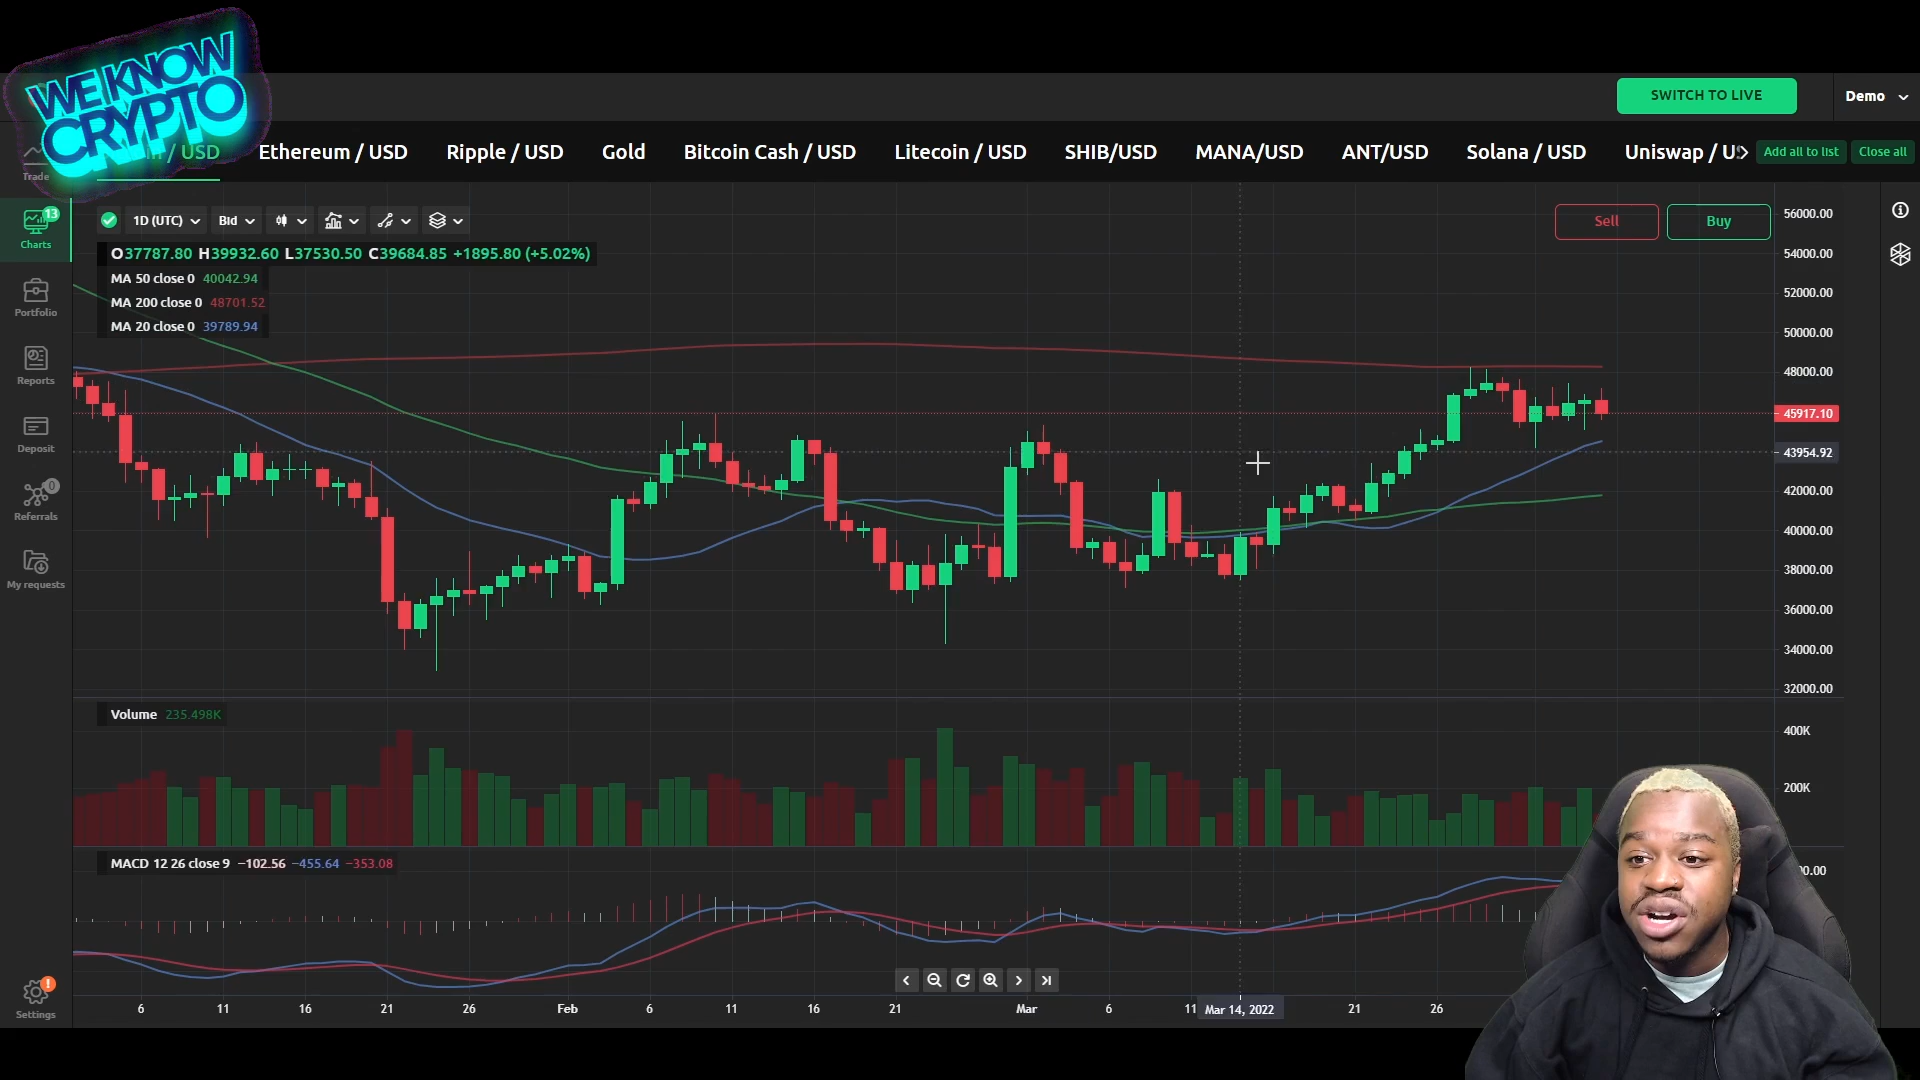 WE KNOW
CRYPTO
SWITCH TO LIVE
Demo
/ USD
Ethereum / USD
Ripple / USD
Gold
Bitcoin Cash / USD
Litecoin / USD
SHIB/USD
MANA/USD
ANT/USD
Solana / USD
Uniswap /
Add all to list
Close all
Trade
13
Charts
Portfolio
Reports
Deposit
0
Referrals
My requests
!
Settings
1D (UTC)
Bid
Sell
Buy
O37787.80 H39932.60 L37530.50 C39684.85 +1895.80 (+5.02%)
MA 50 close 0 40042.94
MA 200 close 0 48701.52
MA 20 close 0 39789.94
56000.00
54000.00
52000.00
50000.00
48000.00
45917.10
43954.92
42000.00
40000.00
38000.00
36000.00
34000.00
32000.00
Volume 235.498K
400K
200K
MACD 12 26 close 9 −102.56 −455.64 −353.08
6
11
16
21
26
Feb
6
11
16
21
Mar
6
11
Mar 14, 2022
21
26